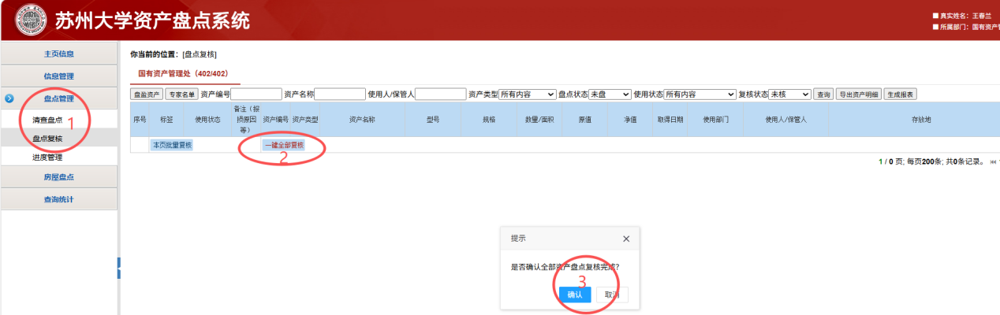 苏州大学资产盘点系统
真实姓名：王春兰
所属部门：国有资产管
主页信息
信息管理
盘点管理
清查盘点
盘点复核
进度管理
房屋盘点
查询统计
1
你当前的位置：[盘点复核]
国有资产管理处（402/402）
盘盈资产 专家名单 资产编号 资产名称 使用人/保管人 资产类型 所有内容 盘点状态 未盘 使用状态 所有内容 复核状态 未核 查询 导出资产明细 生成报表
序号 标签 使用状态 备注（报损原因等） 资产编号 资产类型 资产名称 型号 规格 数量/面积 原值 净值 取得日期 使用部门 使用人/保管人 存放地
本页批量复核 一键全部复核
2
1 / 0 页; 每页200条; 共0条记录。
提示
是否确认全部资产盘点复核完成?
3
确认 取消